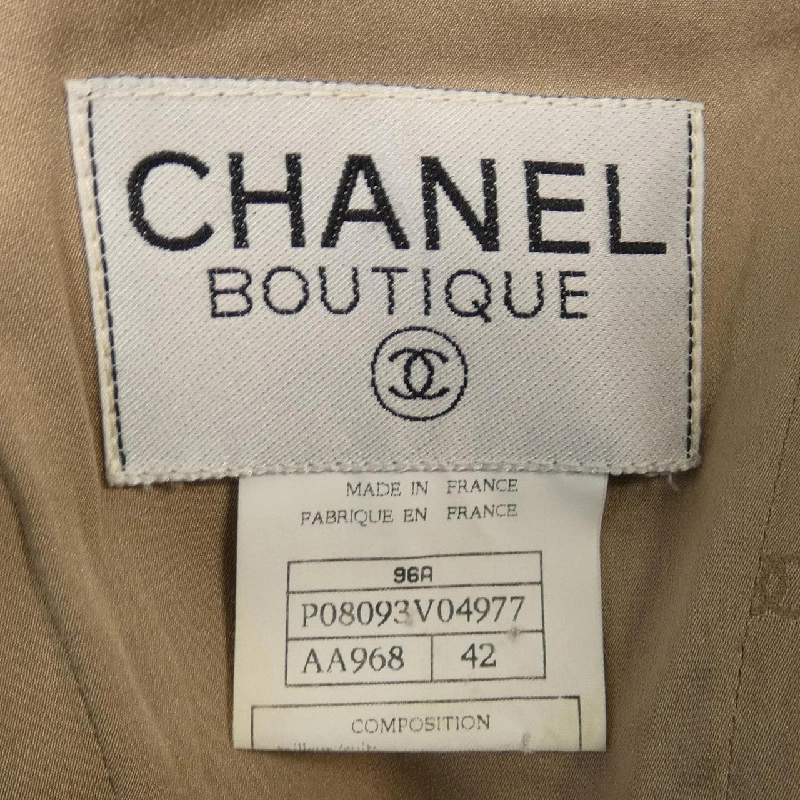 CHANEL
BOUTIQUE
MADE IN FRANCE
FABRIQUE EN FRANCE
96A
P08093V04977
AA968 42
COMPOSITION